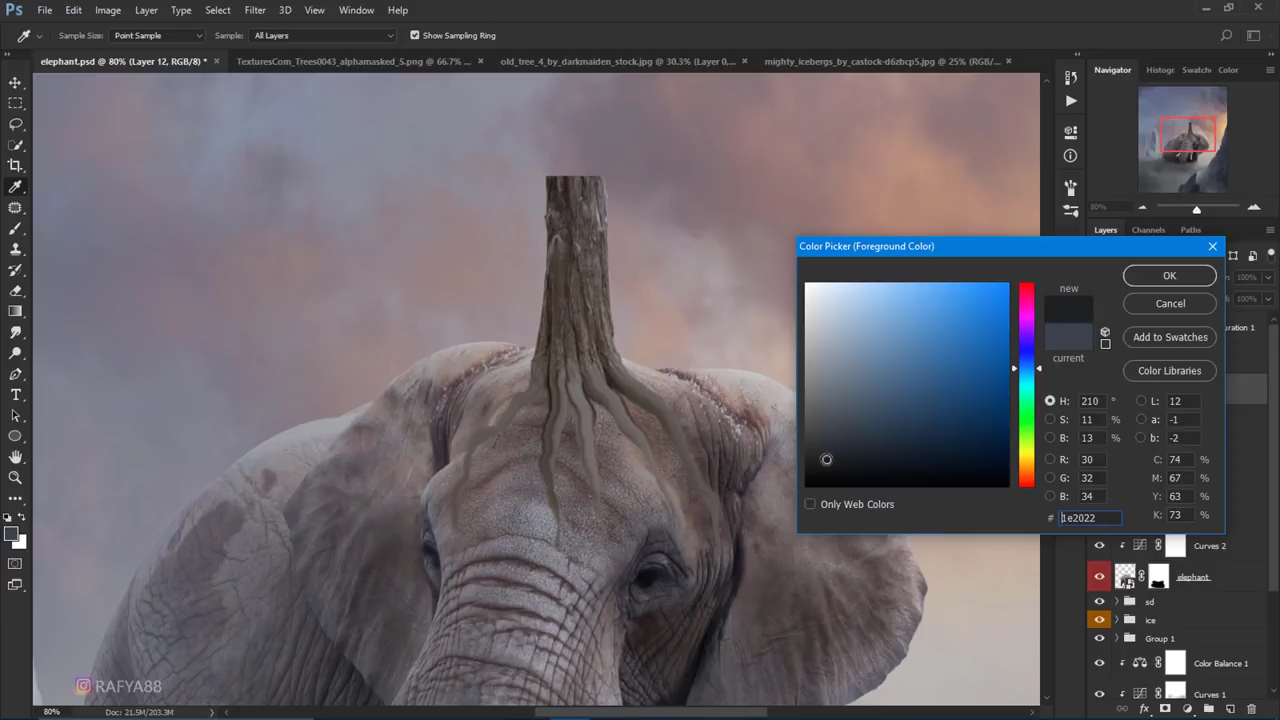 Ps File Edit Image Layer Type Select Filter 3D View Window Help
Sample Size: Point Sample Sample: All Layers Show Sampling Ring
elephant.psd @ 80% (Layer 12, RGB/8) * × TexturesCom_Trees0043_alphamasked_S.png @ 66.7% ... × old_tree_4_by_darkmaiden_stock.jpg @ 30.3% (Layer 0,... × mighty_icebergs_by_castock-d6zbcp5.jpg @ 25% (RGB/... ×
Navigator Histogr Swatch Color
80%
Layers Channels Paths
Color Picker (Foreground Color)
new
current
OK
Cancel
Add to Swatches
Color Libraries
H: 210 °
S: 11 %
B: 13 %
R: 30
G: 32
B: 34
L: 12
a: -1
b: -2
C: 74 %
M: 67 %
Y: 63 %
K: 73 %
# 1e2022
Only Web Colors
100%
100%
uration 1
Curves 2
elephant
sd
ice
Group 1
Color Balance 1
Curves 1
fx
RAFYA88
80% Doc: 21.5M/203.3M